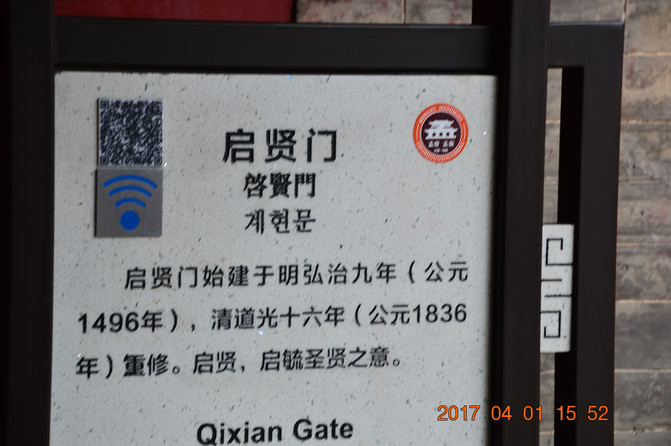 启贤门
啓賢門
계현문
启贤门始建于明弘治九年（公元
1496年），清道光十六年（公元1836
年）重修。启贤，启毓圣贤之意。
Qixian Gate
2017 04 01 15 52